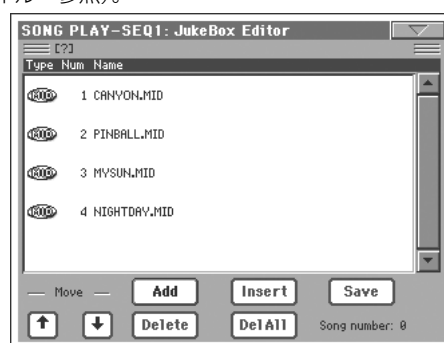 SONG PLAY-SEQ1: JukeBox Editor
[?]
Type Num Name
1 CANYON.MID
2 PINBALL.MID
3 MYSUN.MID
4 NIGHTDAY.MID
Move Add Insert Save
Delete DelAll Song number: 0